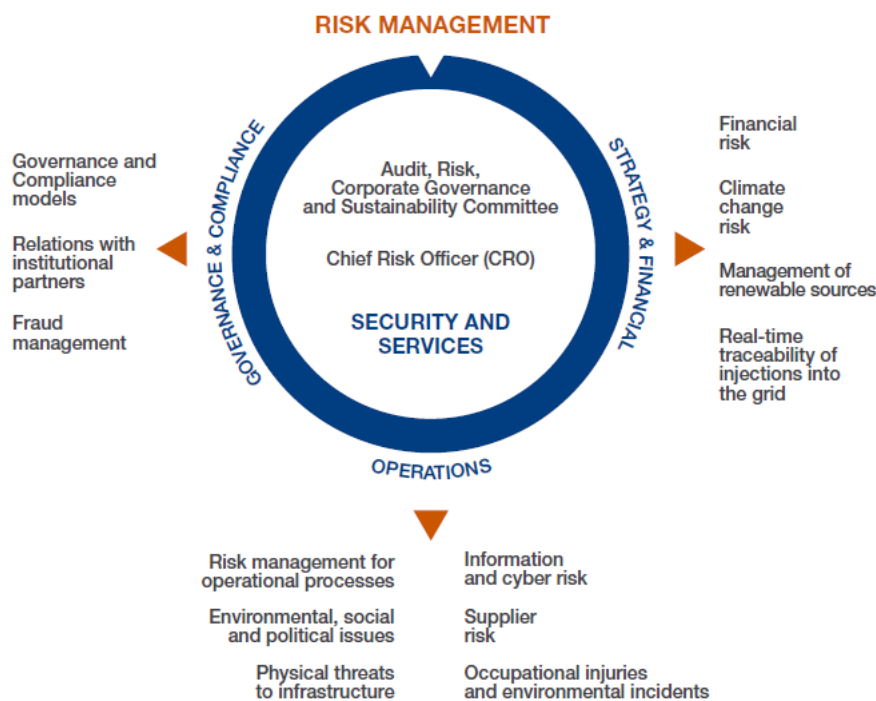 RISK MANAGEMENT
GOVERNANCE & COMPLIANCE
Governance and
Compliance
models
Relations with
institutional
partners
Fraud
management
Audit, Risk,
Corporate Governance
and Sustainability Committee
Chief Risk Officer (CRO)
SECURITY AND
SERVICES
STRATEGY & FINANCIAL
Financial
risk
Climate
change
risk
Management of
renewable sources
Real-time
traceability of
injections into
the grid
OPERATIONS
Risk management for
operational processes
Environmental, social
and political issues
Physical threats
to infrastructure
Information
and cyber risk
Supplier
risk
Occupational injuries
and environmental incidents